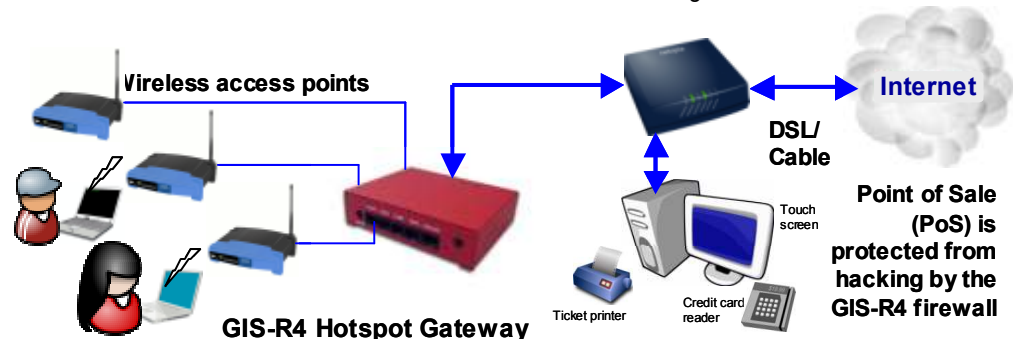 Wireless access points
Internet
DSL/
Cable
Point of Sale
(PoS) is
protected from
hacking by the
GIS-R4 firewall
Touch
screen
Credit card
reader
Ticket printer
GIS-R4 Hotspot Gateway